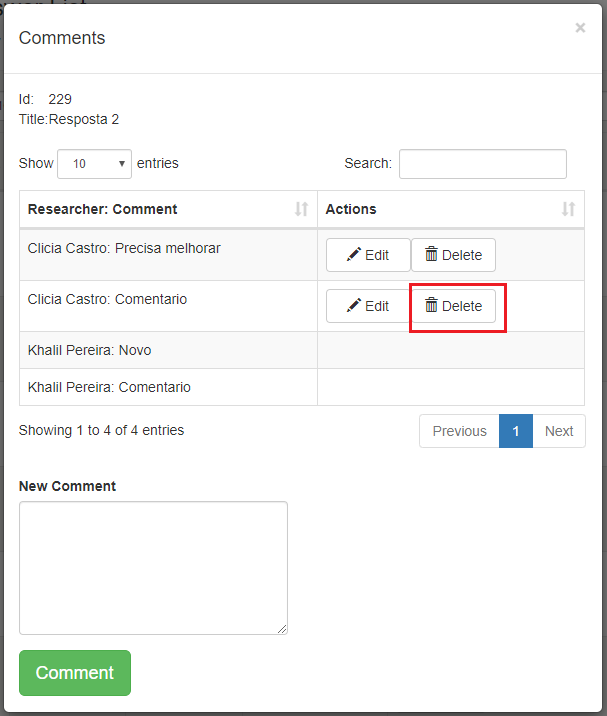 Comments ×
Id: 229
Title:Resposta 2
Show 10 entries Search:
Researcher: Comment Actions
Clicia Castro: Precisa melhorar Edit Delete
Clicia Castro: Comentario Edit Delete
Khalil Pereira: Novo
Khalil Pereira: Comentario
Showing 1 to 4 of 4 entries Previous 1 Next
New Comment
Comment